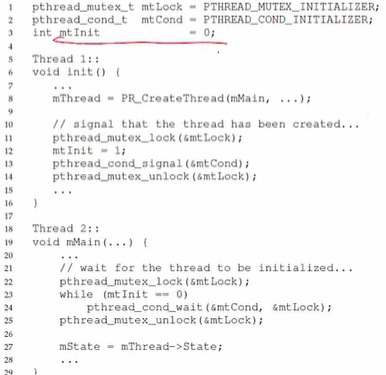 1 pthread_mutex_t mtLock = PTHREAD_MUTEX_INITIALIZER;
2 pthread_cond_t mtCond = PTHREAD_COND_INITIALIZER;
3 int mtInit = 0;
4
5 Thread 1::
6 void init() {
7 ...
8 mThread = PR_CreateThread(mMain, ...);
9
10 // signal that the thread has been created...
11 pthread_mutex_lock(&mtLock);
12 mtInit = 1;
13 pthread_cond_signal(&mtCond);
14 pthread_mutex_unlock(&mtLock);
15 ...
16 }
17
18 Thread 2::
19 void mMain(...) {
20 ...
21 // wait for the thread to be initialized...
22 pthread_mutex_lock(&mtLock);
23 while (mtInit == 0)
24 pthread_cond_wait(&mtCond, &mtLock);
25 pthread_mutex_unlock(&mtLock);
26
27 mState = mThread->State;
28 ...
29 }